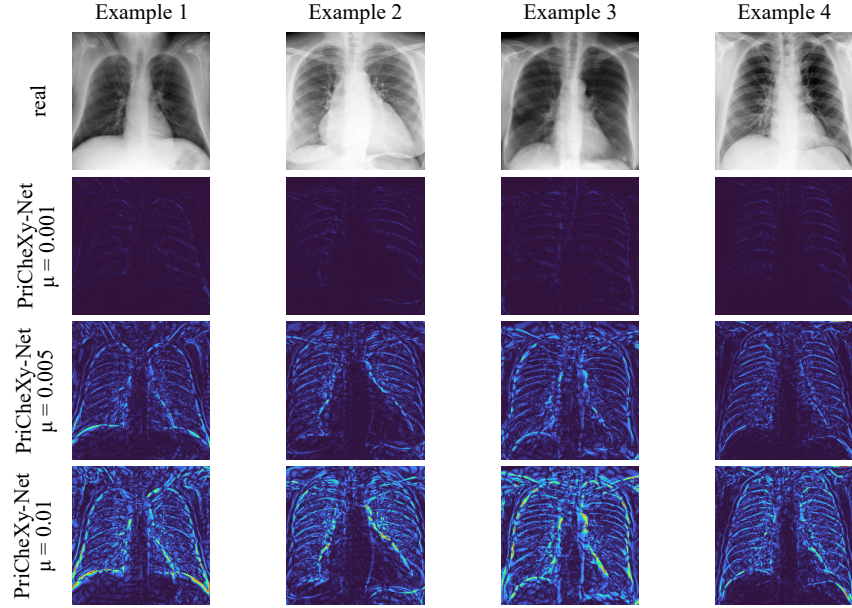 Example 1
Example 2
Example 3
Example 4
real
PriCheXy-Net
μ = 0.001
PriCheXy-Net
μ = 0.005
PriCheXy-Net
μ = 0.01